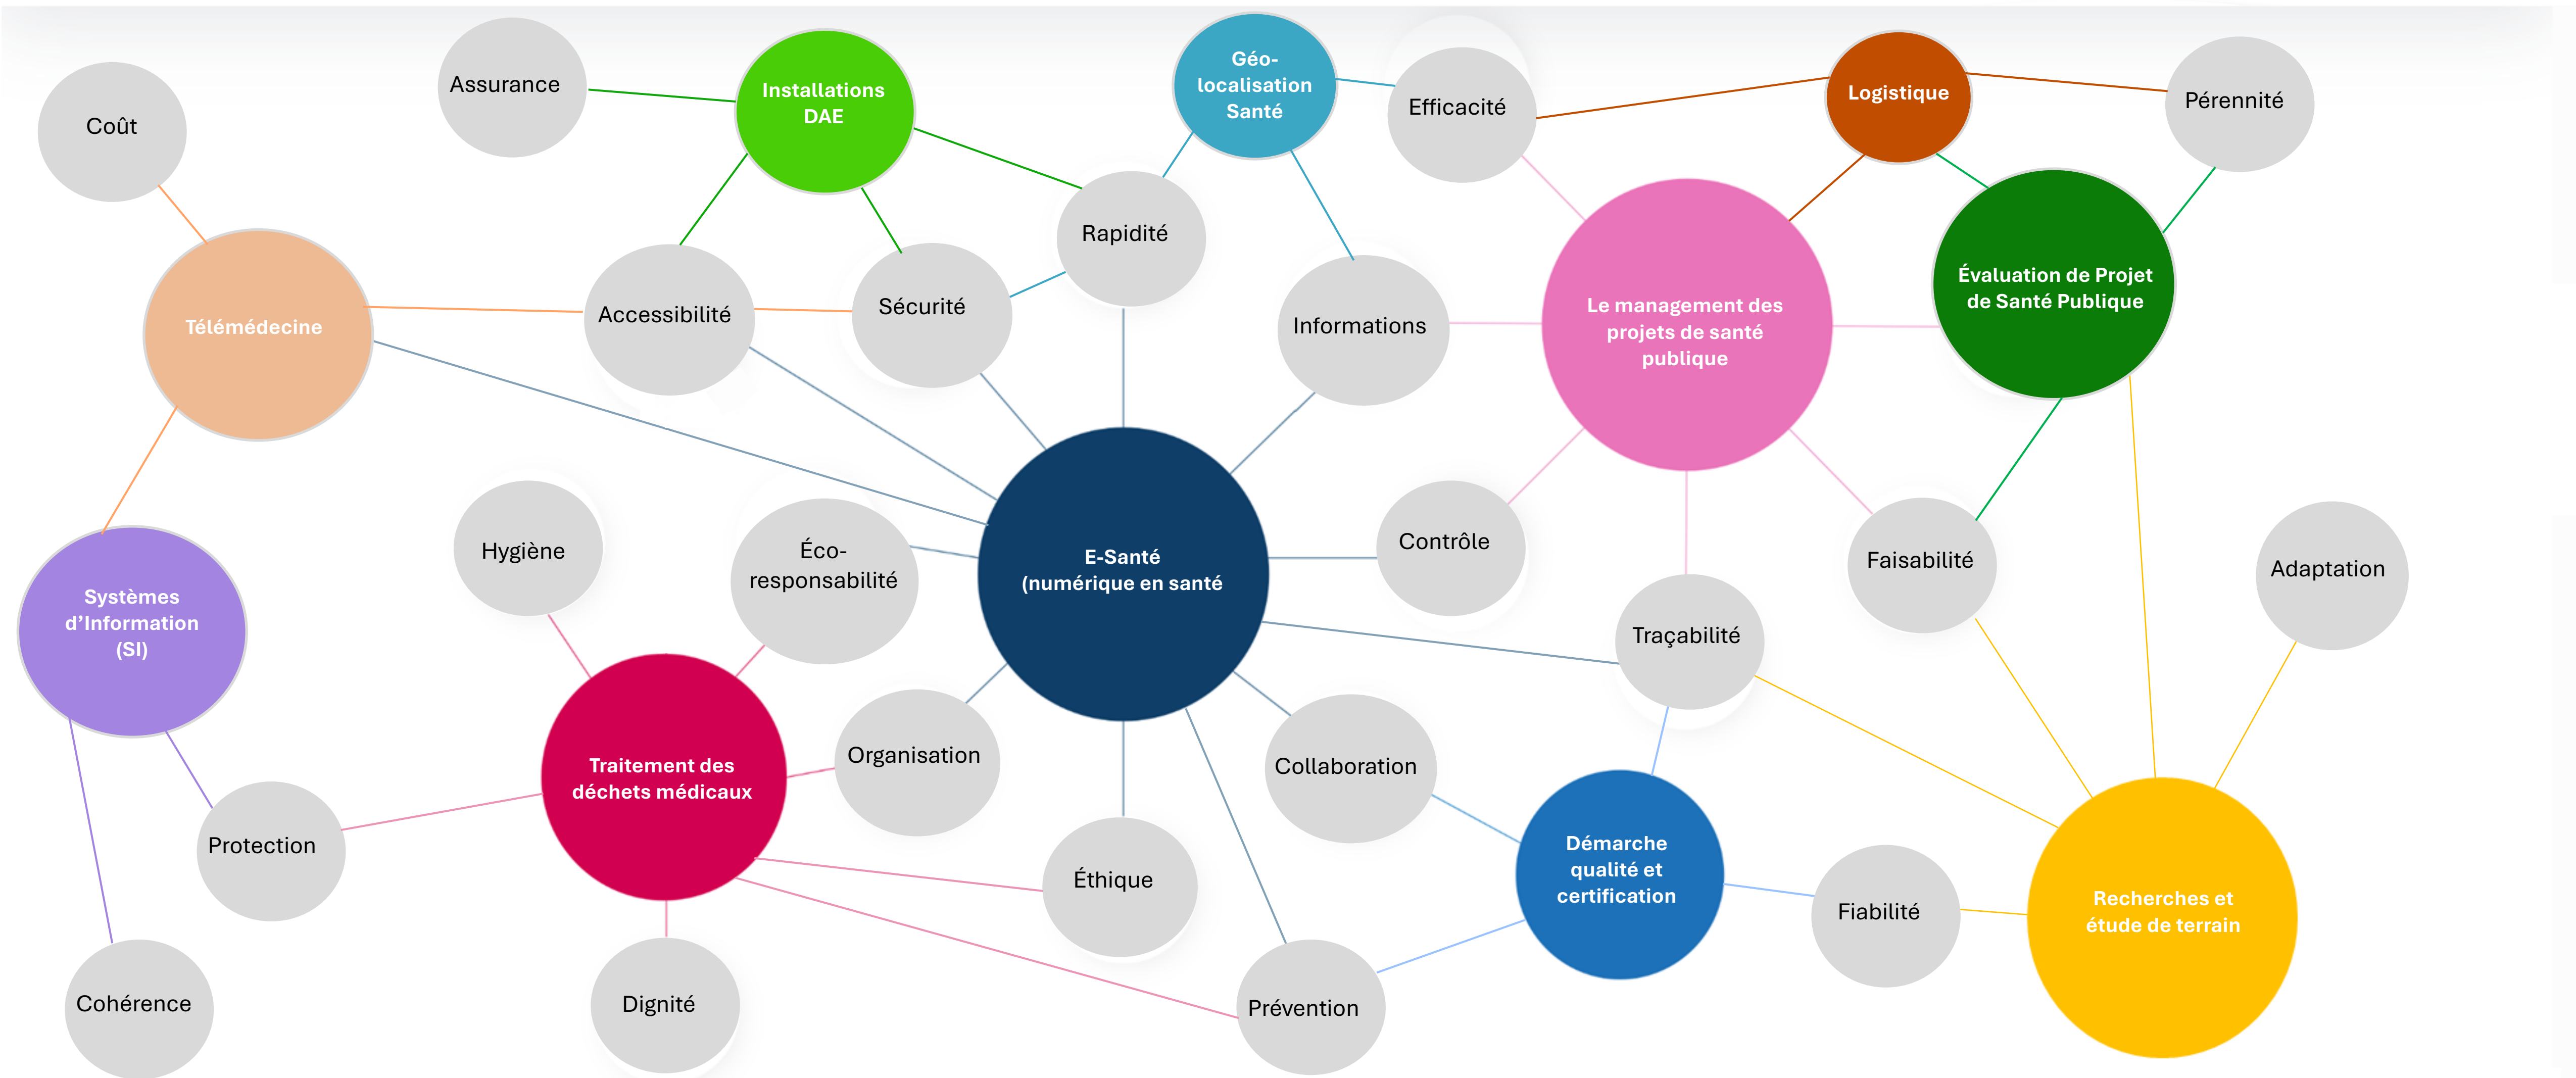 Coût
Assurance
Installations
DAE
Géo-
localisation
Santé
Efficacité
Logistique
Pérennité
Télémédecine
Accessibilité
Sécurité
Rapidité
Informations
Le management des
projets de santé
publique
Évaluation de Projet
de Santé Publique
Systèmes
d’Information
(SI)
Hygiène
Éco-
responsabilité
E-Santé
(numérique en santé
Contrôle
Traçabilité
Faisabilité
Adaptation
Traitement des
déchets médicaux
Organisation
Collaboration
Protection
Éthique
Démarche
qualité et
certification
Fiabilité
Recherches et
étude de terrain
Cohérence
Dignité
Prévention